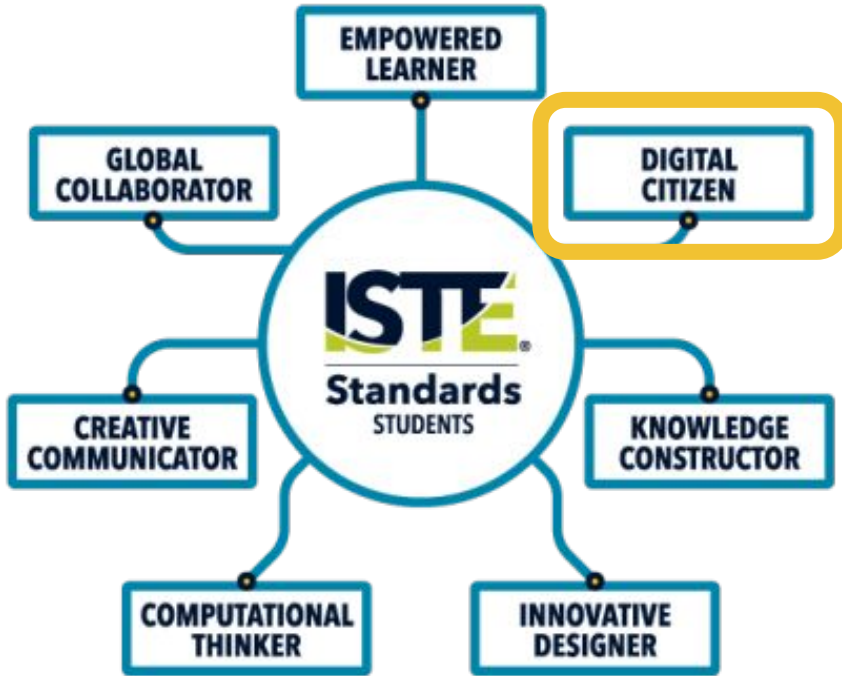 EMPOWERED
LEARNER
GLOBAL
COLLABORATOR
DIGITAL
CITIZEN
ISTE®
Standards
STUDENTS
CREATIVE
COMMUNICATOR
KNOWLEDGE
CONSTRUCTOR
COMPUTATIONAL
THINKER
INNOVATIVE
DESIGNER